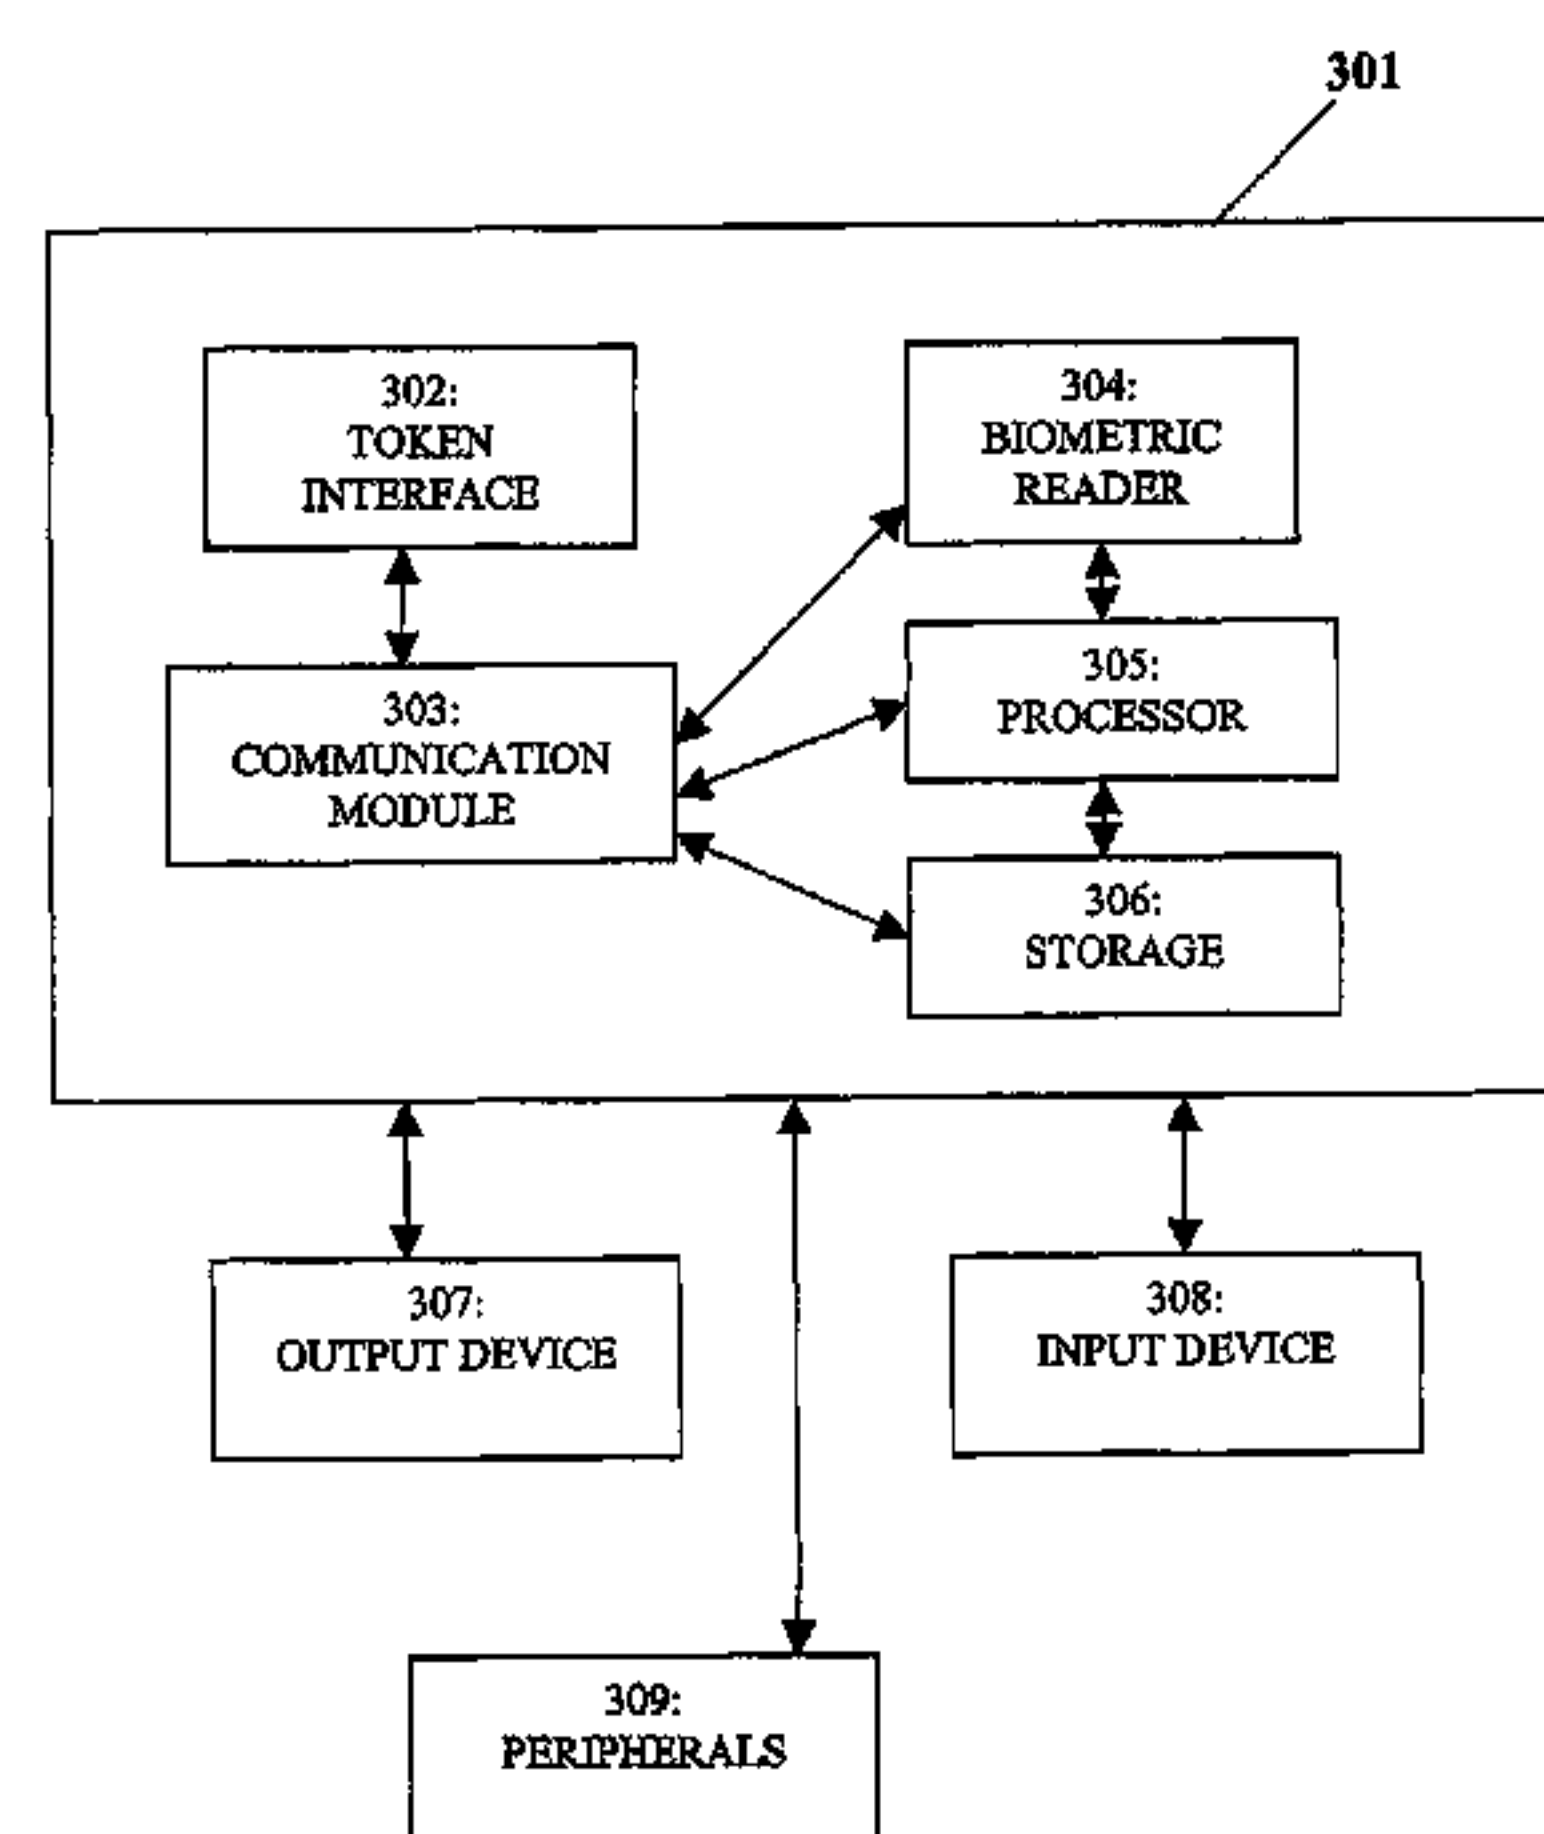 301
302:
TOKEN
INTERFACE
304:
BIOMETRIC
READER
303:
COMMUNICATION
MODULE
305:
PROCESSOR
306:
STORAGE
307:
OUTPUT DEVICE
308:
INPUT DEVICE
309:
PERIPHERALS